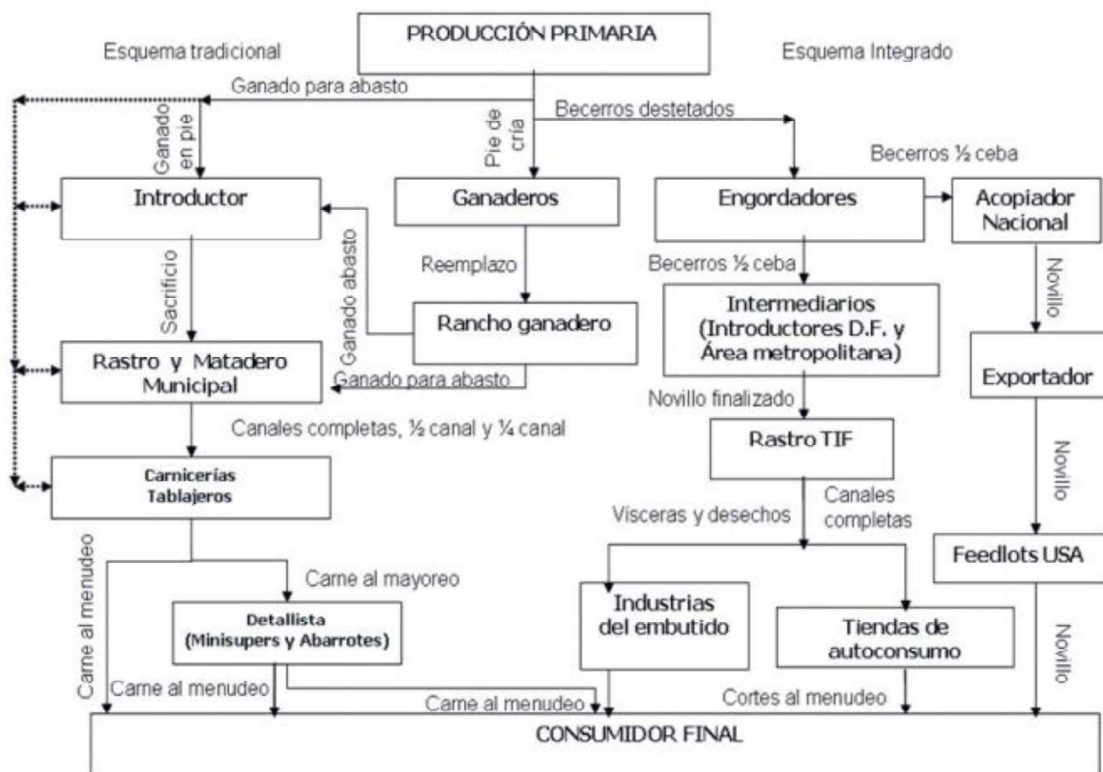 PRODUCCIÓN PRIMARIA
Esquema tradicional
Esquema Integrado
Ganado para abasto
Becerros destetados
Ganado
en pie
Pie de
cría
Becerros ½ ceba
Introductor
Ganaderos
Engordadores
Acopiador
Nacional
Sacrificio
Ganado abasto
Reemplazo
Becerros ½ ceba
Novillo
Rancho ganadero
Intermediarios
(Introductores D.F. y
Área metropolitana)
Rastro y Matadero
Municipal
Ganado para abasto
Exportador
Novillo finalizado
Canales completas, ½ canal y ¼ canal
Rastro TIF
Carnicerías
Tablajeros
Novillo
Vísceras y desechos
Canales
completas
Feedlots USA
Carne al menudeo
Carne al mayoreo
Detallista
(Minisupers y Abarrotes)
Industrias
del embutido
Tiendas de
autoconsumo
Novillo
Carne al menudeo
Carne al menudeo
Cortes al menudeo
CONSUMIDOR FINAL